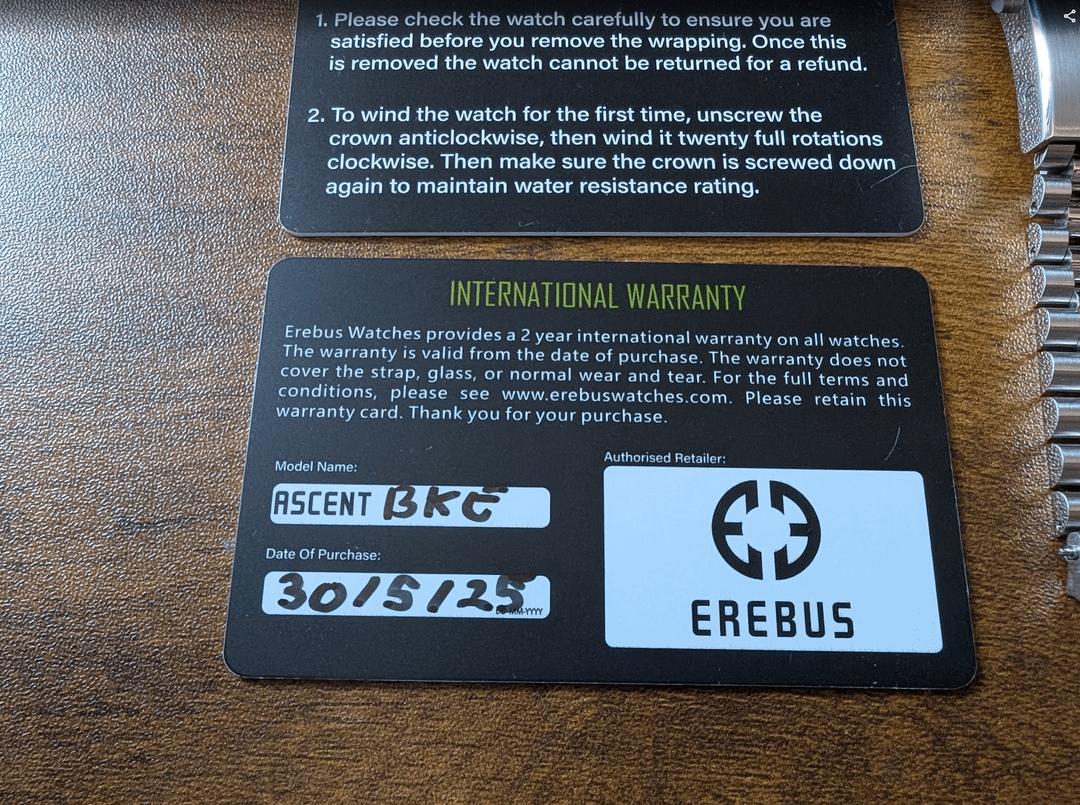 1. Please check the watch carefully to ensure you are
satisfied before you remove the wrapping. Once this
is removed the watch cannot be returned for a refund.
2. To wind the watch for the first time, unscrew the
crown anticlockwise, then wind it twenty full rotations
clockwise. Then make sure the crown is screwed down
again to maintain water resistance rating.
INTERNATIONAL WARRANTY
Erebus Watches provides a 2 year international warranty on all watches.
The warranty is valid from the date of purchase. The warranty does not
cover the strap, glass, or normal wear and tear. For the full terms and
conditions, please see www.erebuswatches.com. Please retain this
warranty card. Thank you for your purchase.
Model Name:
ASCENT BKE
Date Of Purchase:
30/5/25
DD-MM-YYYY
Authorised Retailer:
EREBUS